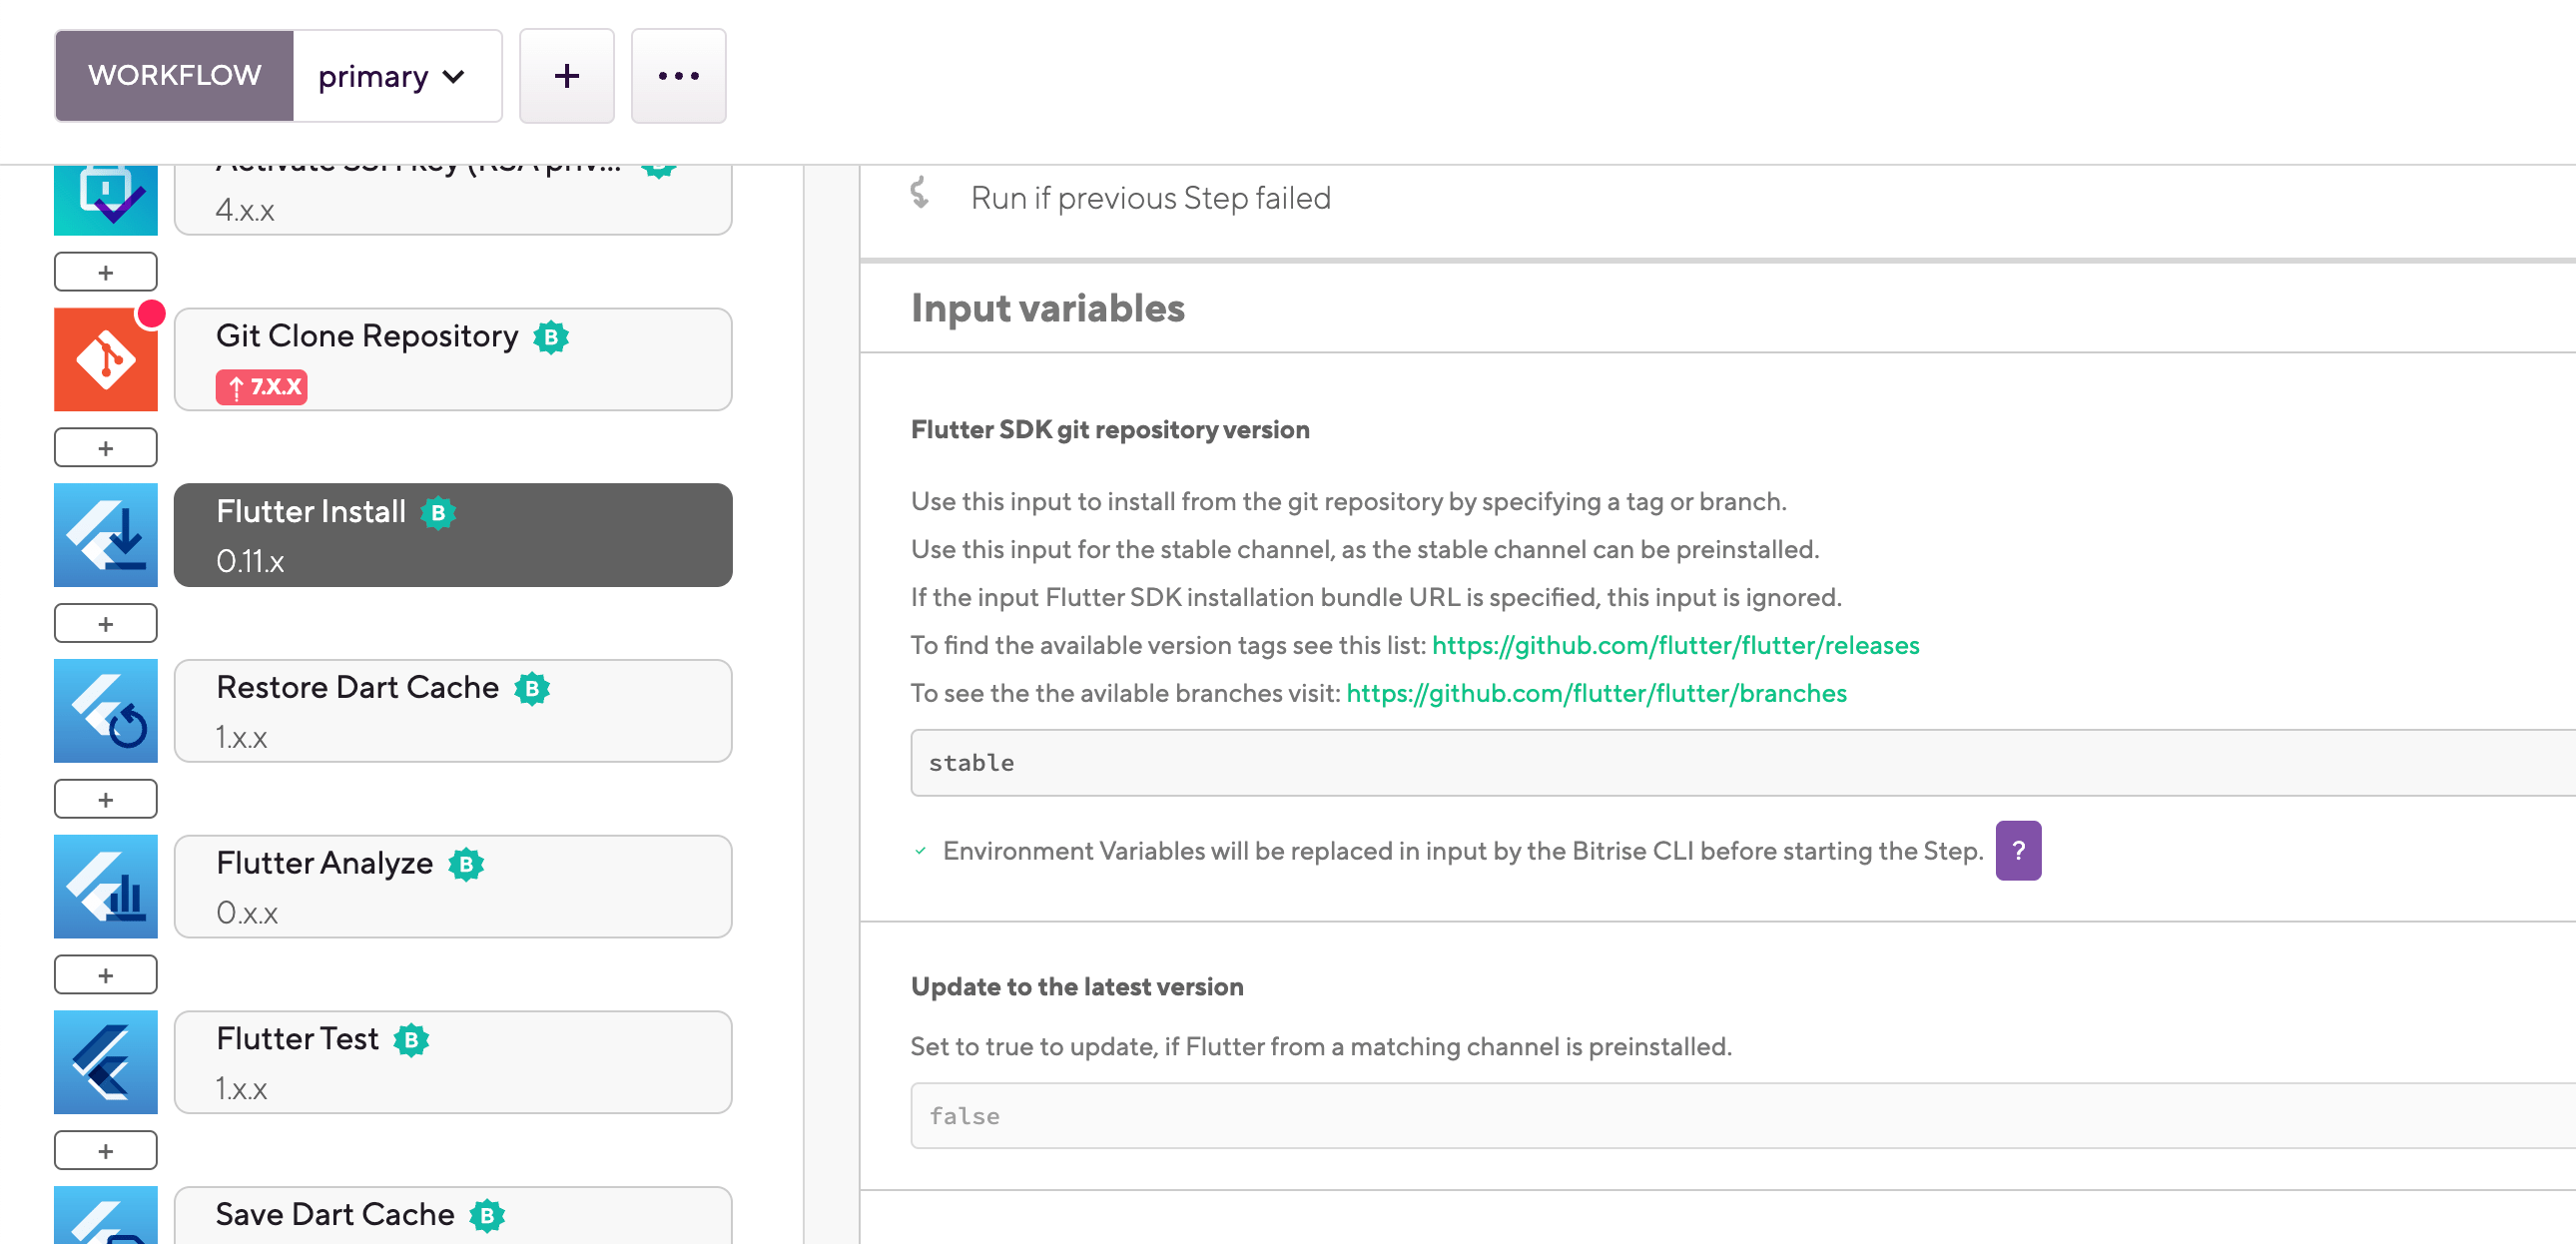 WORKFLOW primary
Activate SSH key (RSA priv...
4.x.x
Git Clone Repository B
7.X.X
Flutter Install B
0.11.x
Restore Dart Cache B
1.x.x
Flutter Analyze B
0.x.x
Flutter Test B
1.x.x
Save Dart Cache B
Run if previous Step failed
Input variables
Flutter SDK git repository version
Use this input to install from the git repository by specifying a tag or branch.
Use this input for the stable channel, as the stable channel can be preinstalled.
If the input Flutter SDK installation bundle URL is specified, this input is ignored.
To find the available version tags see this list: https://github.com/flutter/flutter/releases
To see the the avilable branches visit: https://github.com/flutter/flutter/branches
stable
Environment Variables will be replaced in input by the Bitrise CLI before starting the Step. ?
Update to the latest version
Set to true to update, if Flutter from a matching channel is preinstalled.
false